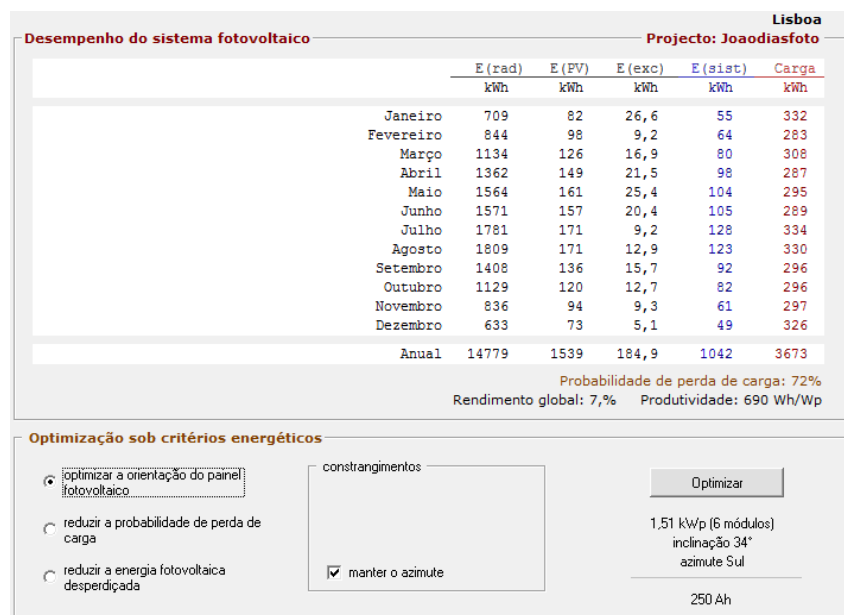 Lisboa
Desempenho do sistema fotovoltaico Projecto: Joaodiasfoto
E(rad) E(PV) E(exc) E(sist) Carga
kWh kWh kWh kWh kWh
Janeiro 709 82 26,6 55 332
Fevereiro 844 98 9,2 64 283
Março 1134 126 16,9 80 308
Abril 1362 149 21,5 98 287
Maio 1564 161 25,4 104 295
Junho 1571 157 20,4 105 289
Julho 1781 171 9,2 128 334
Agosto 1809 171 12,9 123 330
Setembro 1408 136 15,7 92 296
Outubro 1129 120 12,7 82 296
Novembro 836 94 9,3 61 297
Dezembro 633 73 5,1 49 326
Anual 14779 1539 184,9 1042 3673
Probabilidade de perda de carga: 72%
Rendimento global: 7,% Produtividade: 690 Wh/Wp
Optimização sob critérios energéticos
optimizar a orientação do painel
fotovoltaico
reduzir a probabilidade de perda de
carga
reduzir a energia fotovoltaica
desperdiçada
constrangimentos
manter o azimute
Optimizar
1,51 kWp (6 módulos)
inclinação 34°
azimute Sul
250 Ah